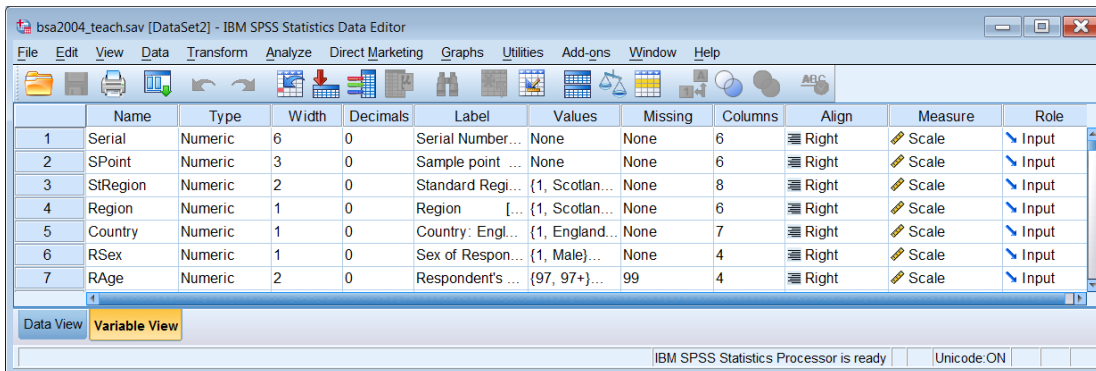 bsa2004_teach.sav [DataSet2] - IBM SPSS Statistics Data Editor
File Edit View Data Transform Analyze Direct Marketing Graphs Utilities Add-ons Window Help
A 14 ABC
Name Type Width Decimals Label Values Missing Columns Align Measure Role
1 Serial Numeric 6 0 Serial Number... None None 6 Right Scale Input
2 SPoint Numeric 3 0 Sample point ... None None 6 Right Scale Input
3 StRegion Numeric 2 0 Standard Regi... {1, Scotlan... None 8 Right Scale Input
4 Region Numeric 1 0 Region [... {1, Scotlan... None 6 Right Scale Input
5 Country Numeric 1 0 Country: Engl... {1, England... None 7 Right Scale Input
6 RSex Numeric 1 0 Sex of Respon... {1, Male}... None 4 Right Scale Input
7 RAge Numeric 2 0 Respondent's ... {97, 97+}... 99 4 Right Scale Input
Data View Variable View
IBM SPSS Statistics Processor is ready Unicode:ON